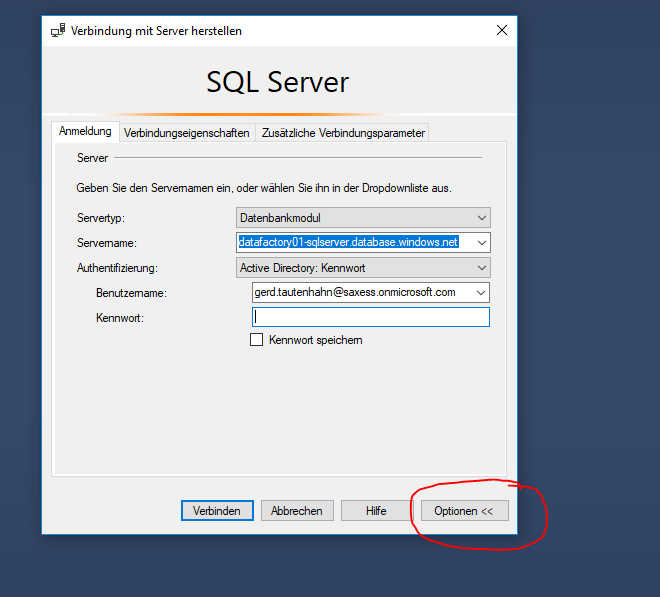 Verbindung mit Server herstellen
SQL Server
Anmeldung Verbindungseigenschaften Zusätzliche Verbindungsparameter
Server
Geben Sie den Servernamen ein, oder wählen Sie ihn in der Dropdownliste aus.
Servertyp: Datenbankmodul
Servername: datafactory01-sqlserver.database.windows.net
Authentifizierung: Active Directory: Kennwort
Benutzername: gerd.tautenhahn@saxess.onmicrosoft.com
Kennwort:
Kennwort speichern
Verbinden Abbrechen Hilfe Optionen <<